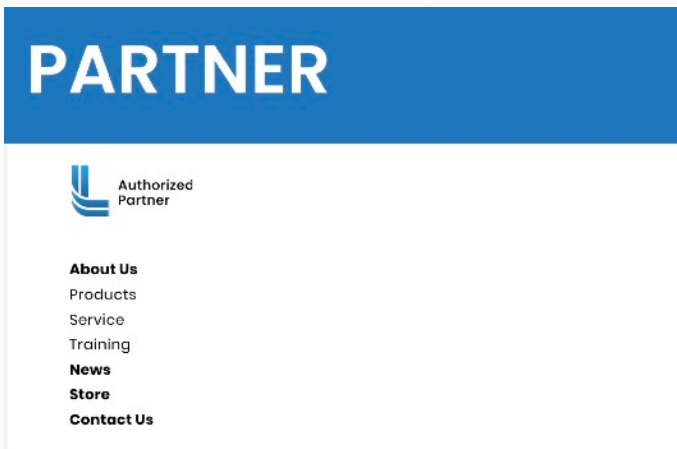 PARTNER
Authorized
Partner
About Us
Products
Service
Training
News
Store
Contact Us